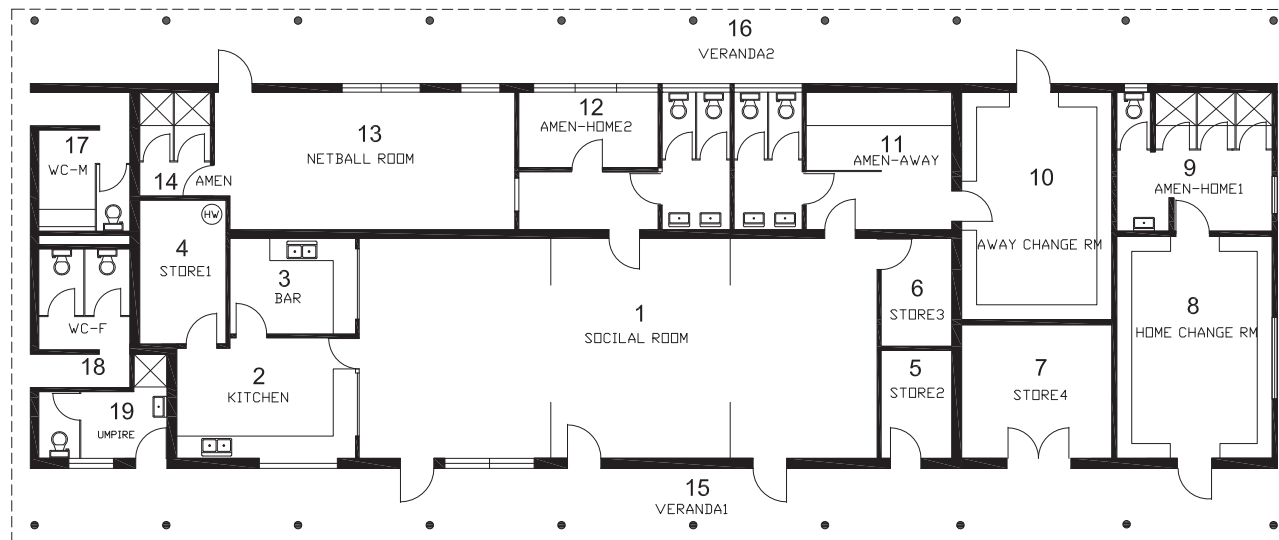 16
VERANDA2
17
WC-M
14
AMEN
13
NETBALL ROOM
12
AMEN-HOME2
11
AMEN-AWAY
10
AWAY CHANGE RM
9
AMEN-HOME1
HW
4
STORE1
3
BAR
1
SOCILAL ROOM
6
STORE3
8
HOME CHANGE RM
WC-F
18
2
KITCHEN
5
STORE2
7
STORE4
19
UMPIRE
15
VERANDA1